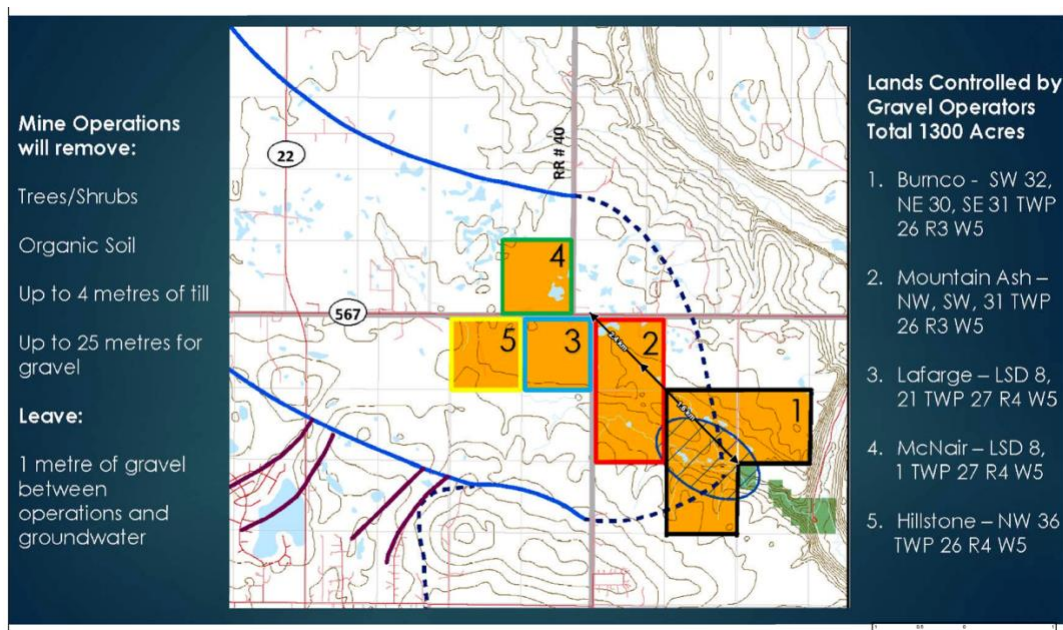 Mine Operations
will remove:
Trees/Shrubs
Organic Soil
Up to 4 metres of till
Up to 25 metres for
gravel
Leave:
1 metre of gravel
between
operations and
groundwater
22
RR # 40
567
4
5
3
2
1
Lands Controlled by
Gravel Operators
Total 1300 Acres
1. Burnco - SW 32,
NE 30, SE 31 TWP
26 R3 W5
2. Mountain Ash –
NW, SW, 31 TWP
26 R3 W5
3. Lafarge – LSD 8,
21 TWP 27 R4 W5
4. McNair – LSD 8,
1 TWP 27 R4 W5
5. Hillstone – NW 36
TWP 26 R4 W5